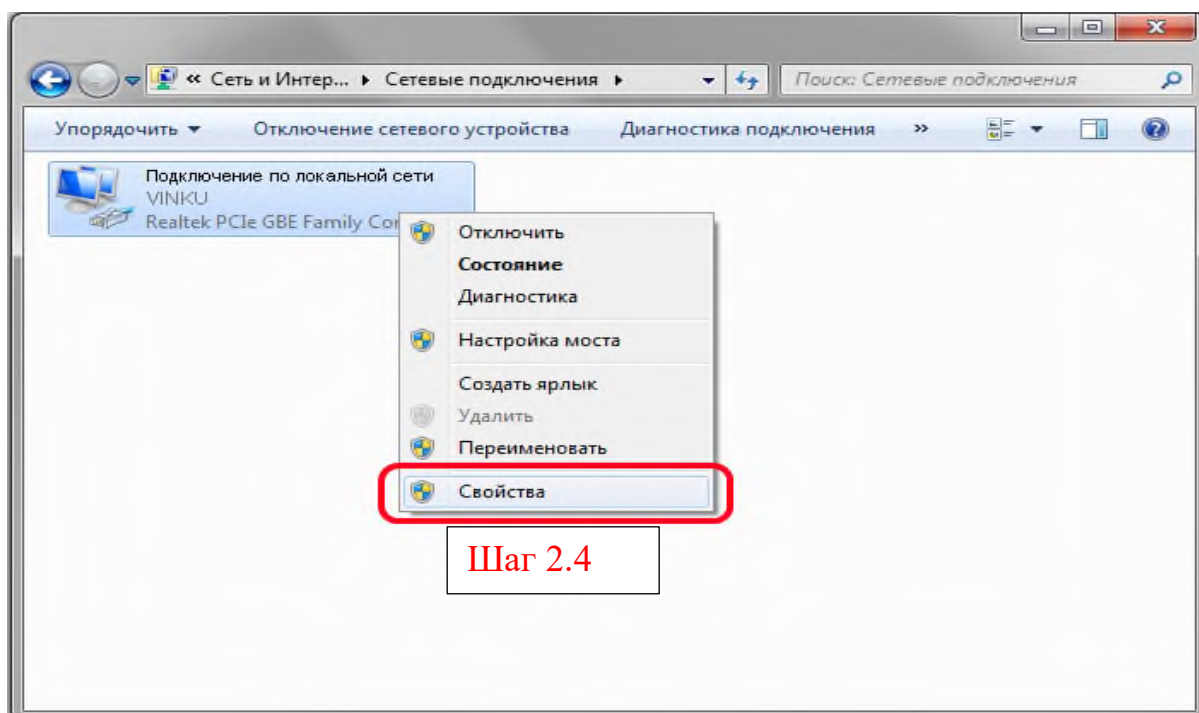 « Сеть и Интер... Сетевые подключения
Поиск: Сетевые подключения
Упорядочить Отключение сетевого устройства Диагностика подключения »
Подключение по локальной сети
VINKU
Realtek PCIe GBE Family Cor
Отключить
Состояние
Диагностика
Настройка моста
Создать ярлык
Удалить
Переименовать
Свойства
Шаг 2.4